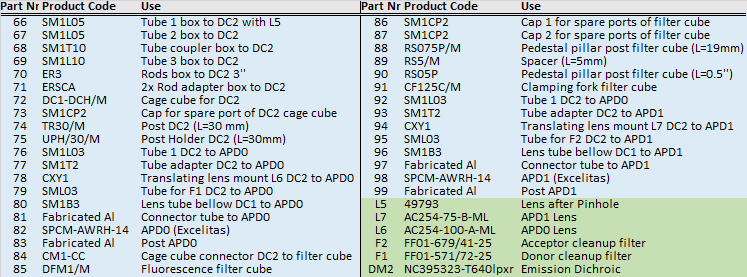 Part Nr Product Code Use
66 SM1L05 Tube 1 box to DC2 with L5
67 SM1L05 Tube 2 box to DC2
68 SM1T10 Tube coupler box to DC2
69 SM1L10 Tube 3 box to DC2
70 ER3 Rods box to DC2 3"
71 ERSCA 2x Rod adapter box to DC2
72 DC1-DCH/M Cage cube for DC2
73 SM1CP2 Cap for spare port of DC2 cage cube
74 TR30/M Post DC2 (L=30 mm)
75 UPH/30/M Post Holder DC2 (L=30mm)
76 SM1L03 Tube 1 DC2 to APD0
77 SM1T2 Tube adapter DC2 to APD0
78 CXY1 Translating lens mount L6 DC2 to APD0
79 SML03 Tube for F1 DC2 to APD0
80 SM1B3 Lens tube bellow DC1 to APD0
81 Fabricated Al Connector tube to APD0
82 SPCM-AWRH-14 APD0 (Excelitas)
83 Fabricated Al Post APD0
84 CM1-CC Cage cube connector DC2 to filter cube
85 DFM1/M Fluorescence filter cube
Part Nr Product Code Use
86 SM1CP2 Cap 1 for spare ports of filter cube
87 SM1CP2 Cap 2 for spare ports of filter cube
88 RS075P/M Pedestal pillar post filter cube (L=19mm)
89 RS5/M Spacer (L=5mm)
90 RS05P Pedestal pillar post filter cube (L=0.5")
91 CF125C/M Clamping fork filter cube
92 SM1L03 Tube 1 DC2 to APD0
93 SM1T2 Tube adapter DC2 to APD1
94 CXY1 Translating lens mount L7 DC2 to APD1
95 SML03 Tube for F2 DC2 to APD1
96 SM1B3 Lens tube bellow DC1 to APD1
97 Fabricated Al Connector tube to APD1
98 SPCM-AWRH-14 APD1 (Excelitas)
99 Fabricated Al Post APD1
L5 49793 Lens after Pinhole
L7 AC254-75-B-ML APD1 Lens
L6 AC254-100-A-ML APD0 Lens
F2 FF01-679/41-25 Acceptor cleanup filter
F1 FF01-571/72-25 Donor cleanup filter
DM2 NC395323-T640lpxr Emission Dichroic